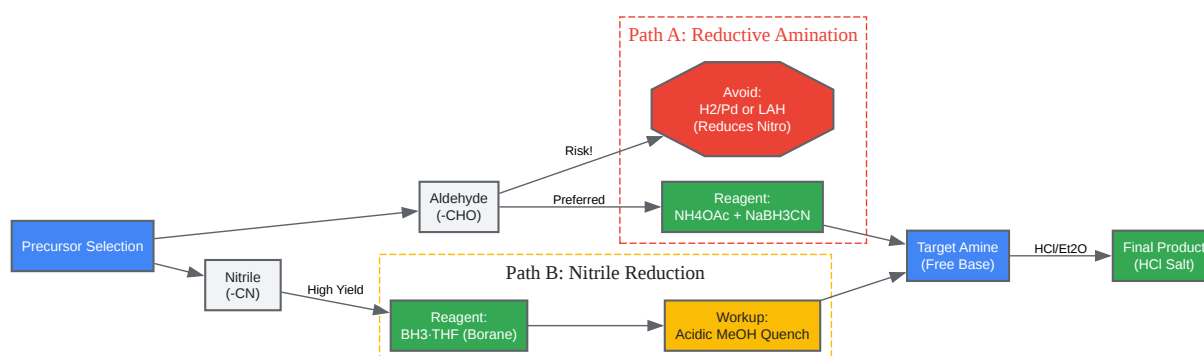 Path A: Reductive Amination
Avoid:
H2/Pd or LAH
(Reduces Nitro)
Risk!
Aldehyde
(-CHO)
Preferred
Reagent:
NH4OAc + NaBH3CN
Precursor Selection
Target Amine
(Free Base)
HCl/Et2O
Final Product
(HCl Salt)
Nitrile
(-CN)
High Yield
Path B: Nitrile Reduction
Reagent:
BH3·THF (Borane)
Workup:
Acidic MeOH Quench